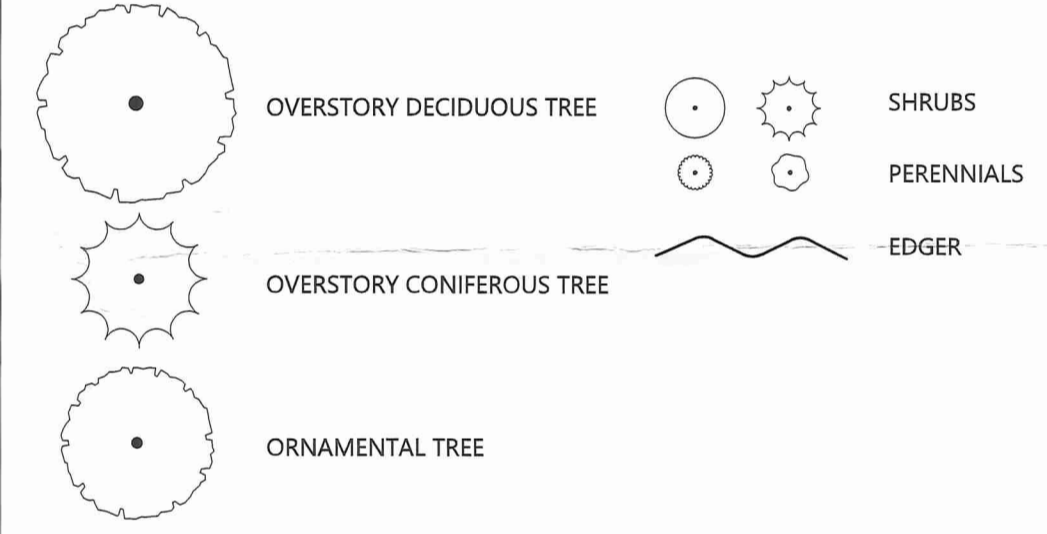 OVERSTORY DECIDUOUS TREE
OVERSTORY CONIFEROUS TREE
ORNAMENTAL TREE
SHRUBS
PERENNIALS
EDGER